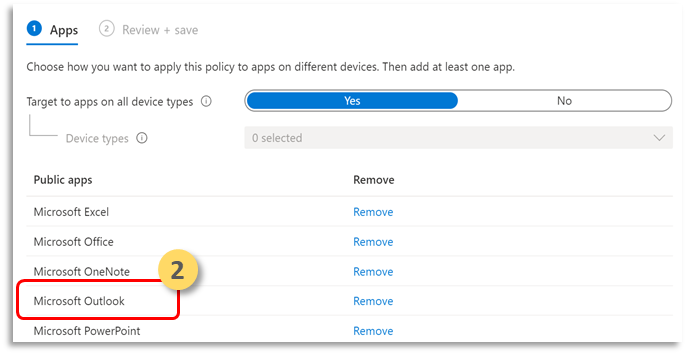 1 Apps 2 Review + save
Choose how you want to apply this policy to apps on different devices. Then add at least one app.
Target to apps on all device types Yes No
Device types 0 selected
Public apps Remove
Microsoft Excel Remove
Microsoft Office Remove
Microsoft OneNote Remove
2
Microsoft Outlook Remove
Microsoft PowerPoint Remove